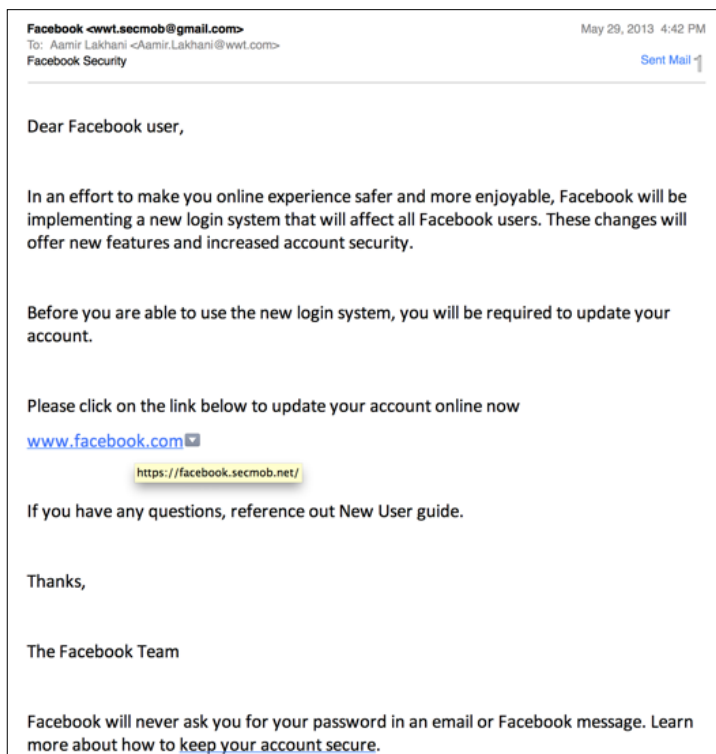 Facebook <wwt.secmob@gmail.com>
May 29, 2013 4:42 PM
To: Aamir Lakhani <Aamir.Lakhani@wwt.com>
Facebook Security
Sent Mail 1
Dear Facebook user,
In an effort to make you online experience safer and more enjoyable, Facebook will be
implementing a new login system that will affect all Facebook users. These changes will
offer new features and increased account security.
Before you are able to use the new login system, you will be required to update your
account.
Please click on the link below to update your account online now
www.facebook.com
https://facebook.secmob.net/
If you have any questions, reference out New User guide.
Thanks,
The Facebook Team
Facebook will never ask you for your password in an email or Facebook message. Learn
more about how to keep your account secure.